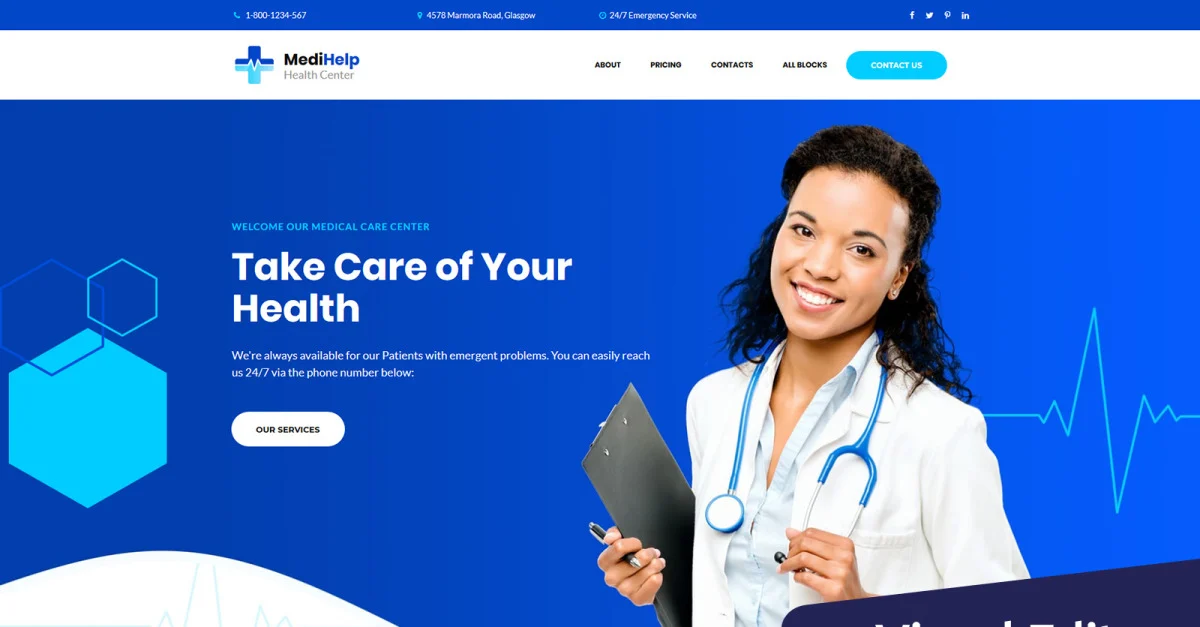 1-800-1234-567
4578 Marmora Road, Glasgow
24/7 Emergency Service
MediHelp
Health Center
ABOUT
PRICING
CONTACTS
ALL BLOCKS
CONTACT US
WELCOME OUR MEDICAL CARE CENTER
Take Care of Your
Health
We're always available for our Patients with emergent problems. You can easily reach
us 24/7 via the phone number below:
OUR SERVICES